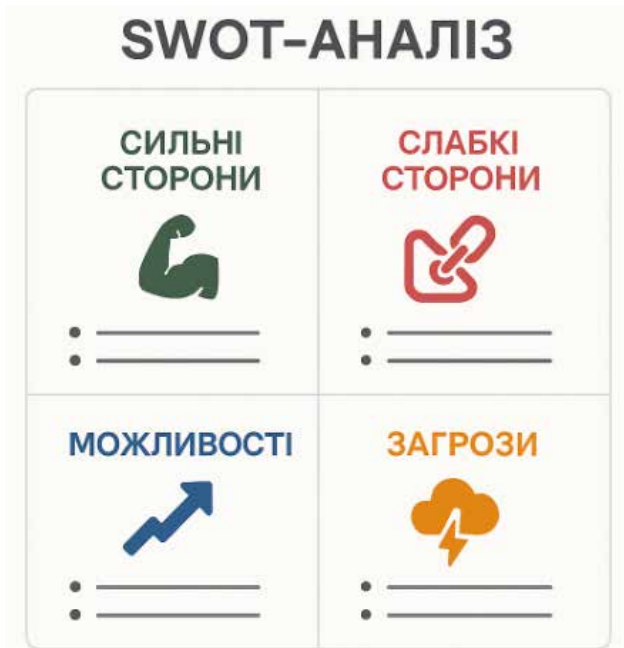 SWOT–АНАЛІЗ
СИЛЬНІ
СТОРОНИ
СЛАБКІ
СТОРОНИ
МОЖЛИВОСТІ
ЗАГРОЗИ